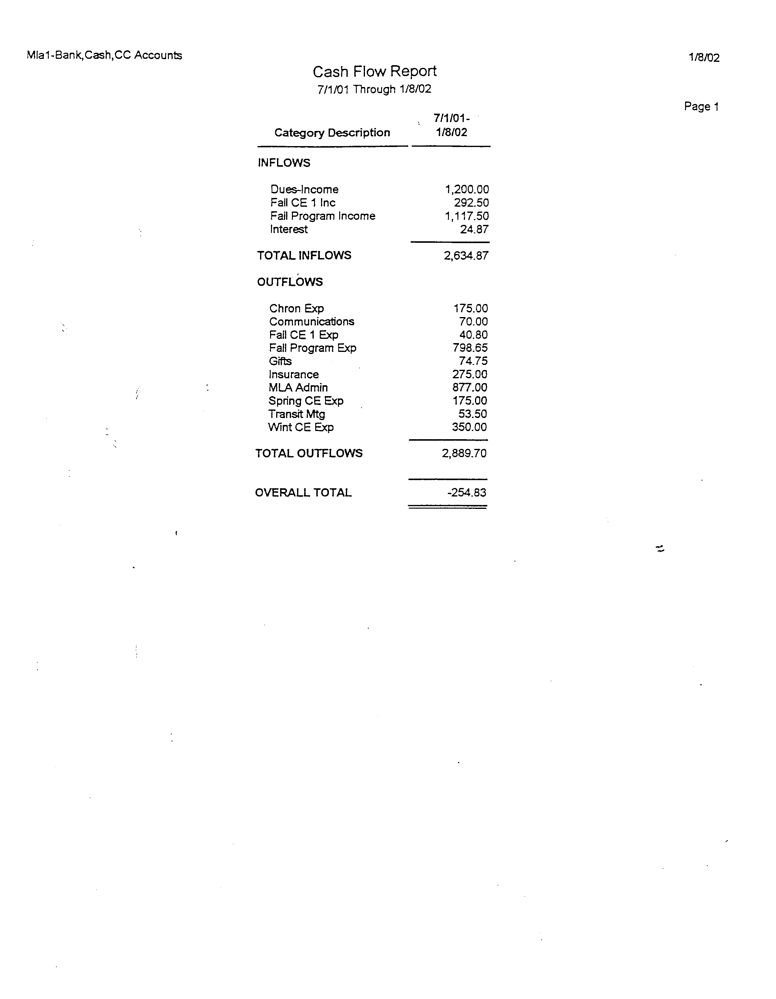 Mla1-Bank,Cash,CC Accounts 1/8/02
Cash Flow Report
7/1/01 Through 1/8/02
Page 1
7/1/01-
Category Description 1/8/02
INFLOWS
Dues-Income 1,200.00
Fall CE 1 Inc 292.50
Fall Program Income 1,117.50
Interest 24.87
TOTAL INFLOWS 2,634.87
OUTFLOWS
Chron Exp 175.00
Communications 70.00
Fall CE 1 Exp 40.80
Fall Program Exp 798.65
Gifts 74.75
Insurance 275.00
MLA Admin 877.00
Spring CE Exp 175.00
Transit Mtg 53.50
Wint CE Exp 350.00
TOTAL OUTFLOWS 2,889.70
OVERALL TOTAL -254.83